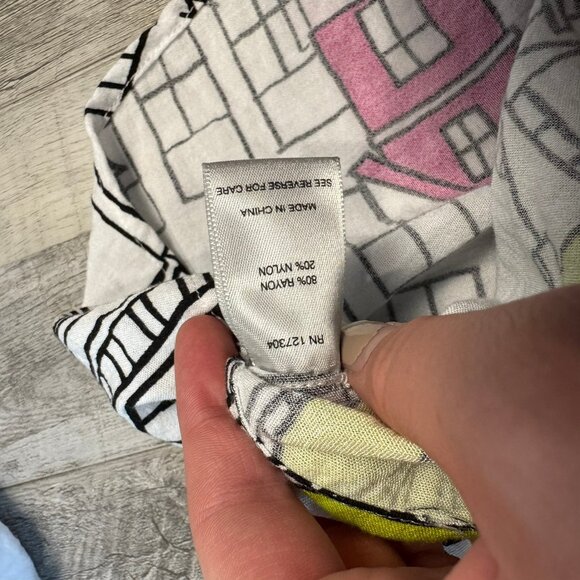 RN 127304
80% RAYON
20% NYLON
MADE IN CHINA
SEE REVERSE FOR CARE